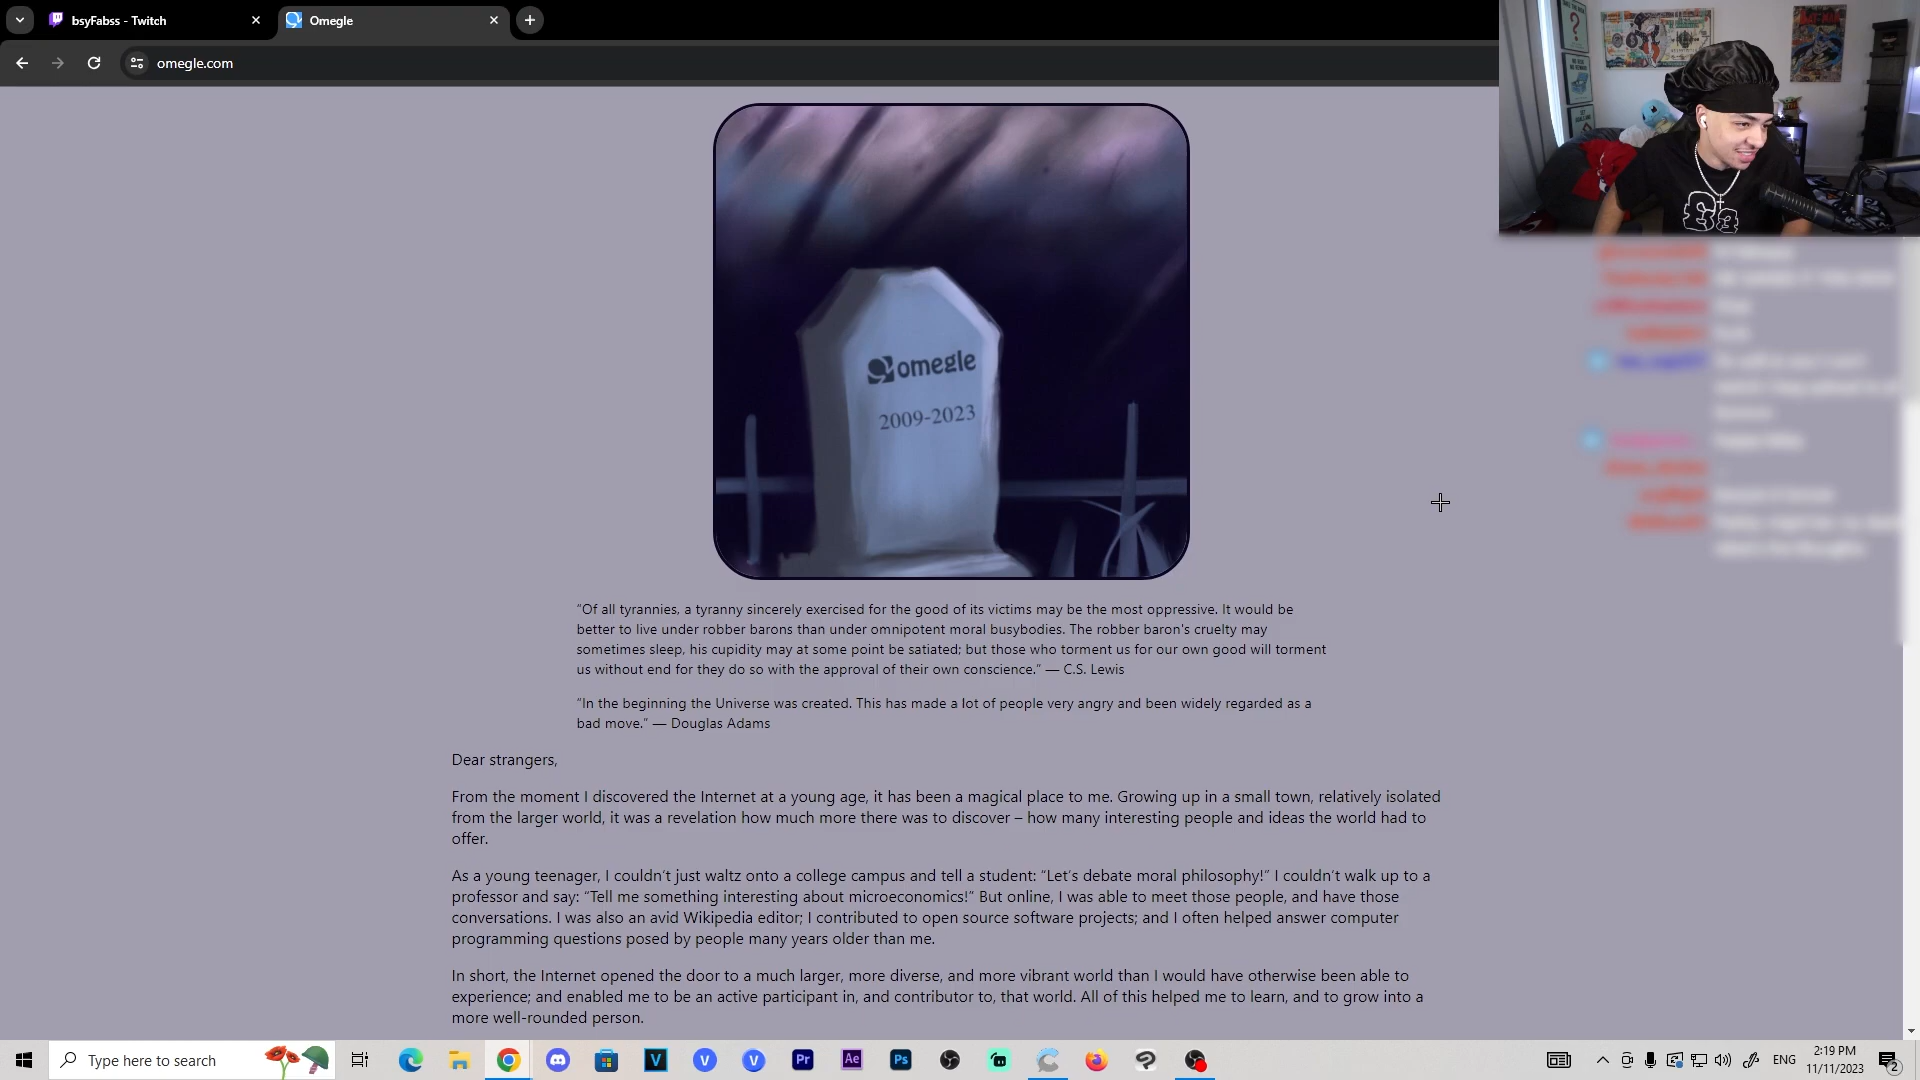 bsyFabss - Twitch
Omegle
omegle.com
omegle
2009-2023
“Of all tyrannies, a tyranny sincerely exercised for the good of its victims may be the most oppressive. It would be
better to live under robber barons than under omnipotent moral busybodies. The robber baron's cruelty may
sometimes sleep, his cupidity may at some point be satiated; but those who torment us for our own good will torment
us without end for they do so with the approval of their own conscience.” — C.S. Lewis
“In the beginning the Universe was created. This has made a lot of people very angry and been widely regarded as a
bad move.” — Douglas Adams
Dear strangers,
From the moment I discovered the Internet at a young age, it has been a magical place to me. Growing up in a small town, relatively isolated
from the larger world, it was a revelation how much more there was to discover – how many interesting people and ideas the world had to
offer.
As a young teenager, I couldn't just waltz onto a college campus and tell a student: “Let's debate moral philosophy!” I couldn't walk up to a
professor and say: “Tell me something interesting about microeconomics!” But online, I was able to meet those people, and have those
conversations. I was also an avid Wikipedia editor; I contributed to open source software projects; and I often helped answer computer
programming questions posed by people many years older than me.
In short, the Internet opened the door to a much larger, more diverse, and more vibrant world than I would have otherwise been able to
experience; and enabled me to be an active participant in, and contributor to, that world. All of this helped me to learn, and to grow into a
more well-rounded person.
Type here to search
V
V
V
Pr
Ae
Ps
ENG
2:19 PM
11/11/2023
2